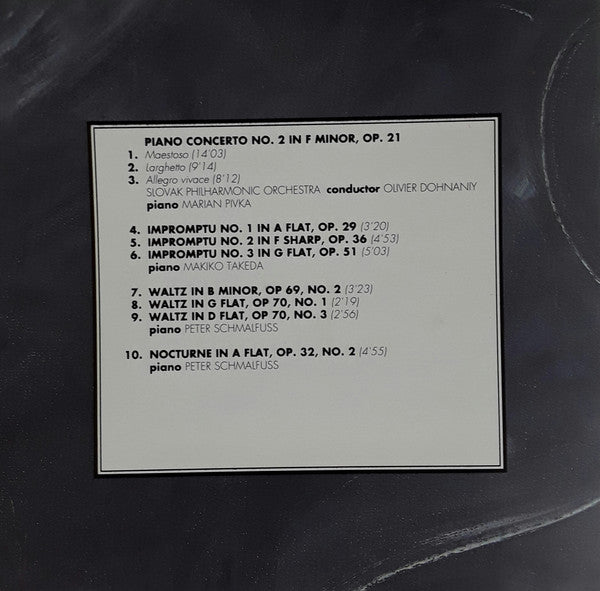 PIANO CONCERTO NO. 2 IN F MINOR, OP. 21
1. Maestoso (14'03)
2. Larghetto (9'14)
3. Allegro vivace (8'12)
SLOVAK PHILHARMONIC ORCHESTRA conductor OLIVIER DOHNANIY
piano MARIAN PIVKA
4. IMPROMPTU NO. 1 IN A FLAT, OP. 29 (3'20)
5. IMPROMPTU NO. 2 IN F SHARP, OP. 36 (4'53)
6. IMPROMPTU NO. 3 IN G FLAT, OP. 51 (5'03)
piano MAKIKO TAKEDA
7. WALTZ IN B MINOR, OP 69, NO. 2 (3'23)
8. WALTZ IN G FLAT, OP 70, NO. 1 (2'19)
9. WALTZ IN D FLAT, OP 70, NO. 3 (2'56)
piano PETER SCHMALFUSS
10. NOCTURNE IN A FLAT, OP. 32, NO. 2 (4'55)
piano PETER SCHMALFUSS